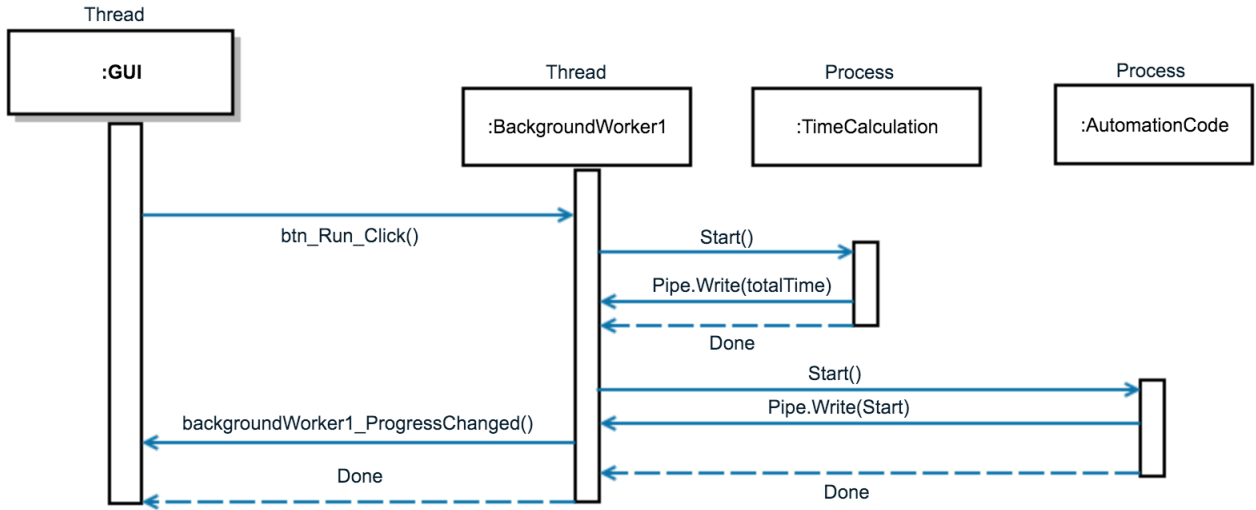 Thread
:GUI
Thread
Process
Process
:BackgroundWorker1
:TimeCalculation
:AutomationCode
btn_Run_Click()
Start()
Pipe.Write(totalTime)
Done
Start()
Pipe.Write(Start)
backgroundWorker1_ProgressChanged()
Done
Done